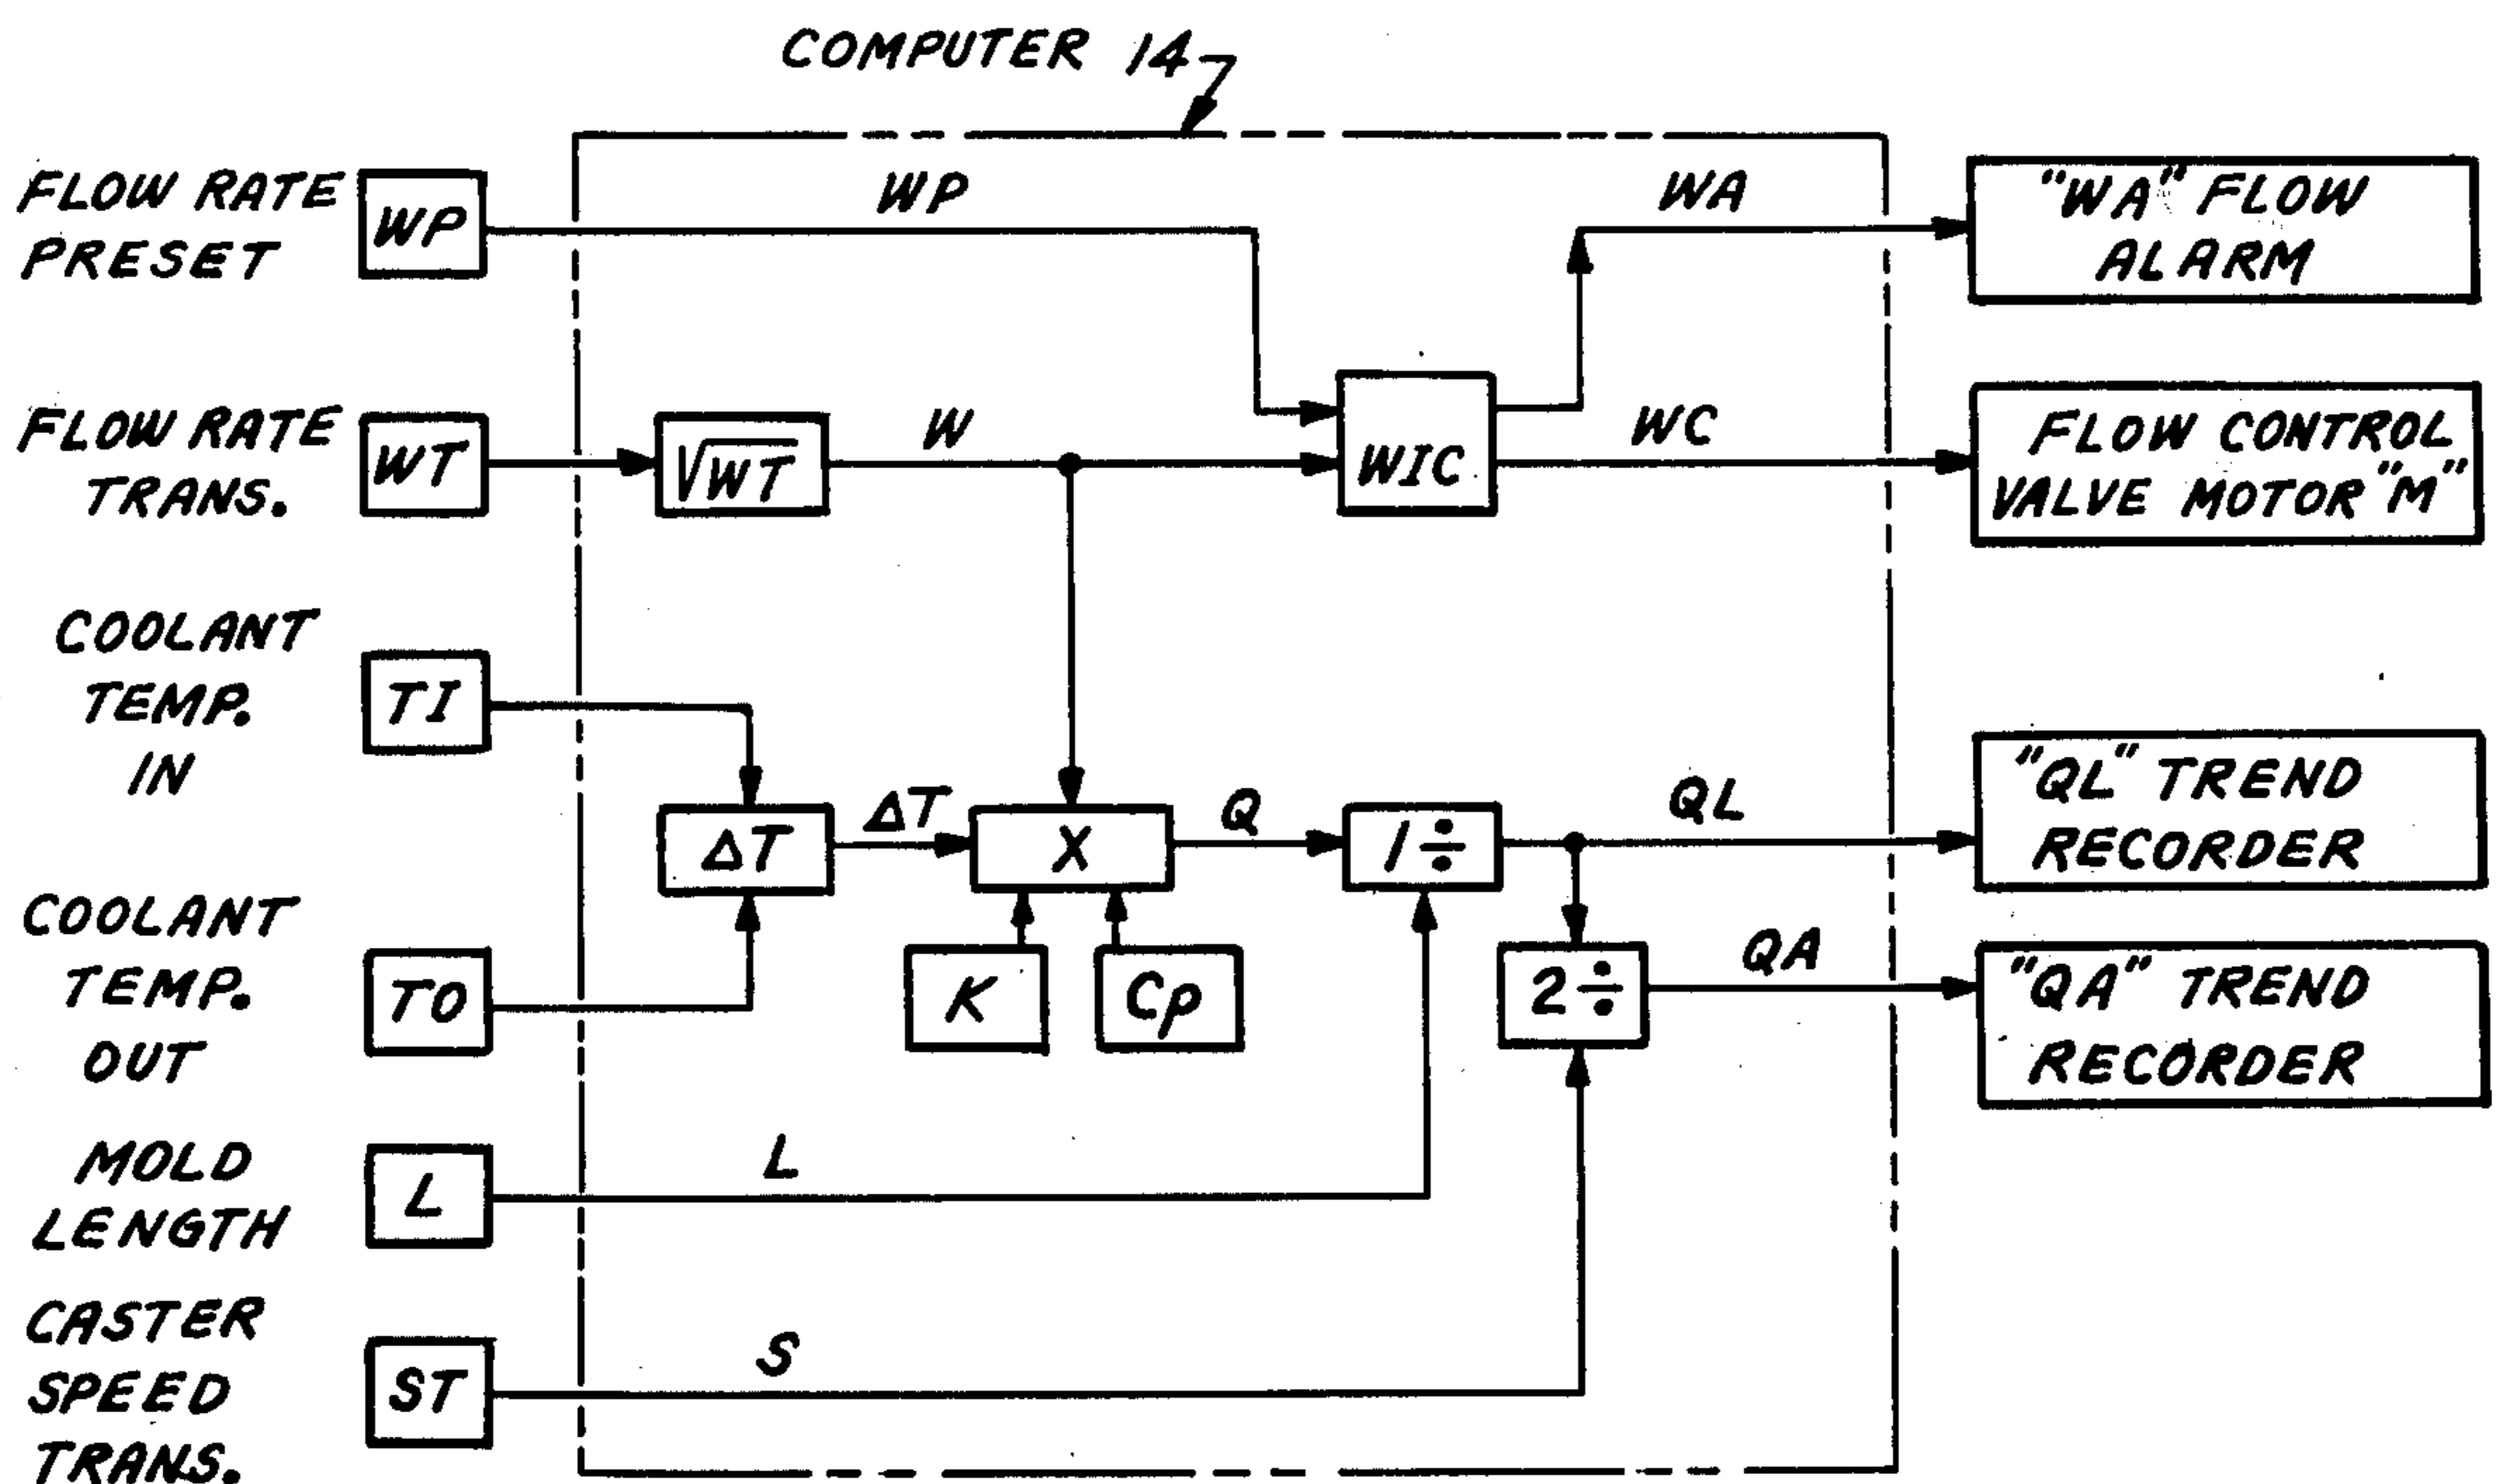 COMPUTER 14
FLOW RATE
PRESET
WP
WP
WA
"WA" FLOW
ALARM
FLOW RATE
TRANS.
WT
√WT
W
WIC
WC
FLOW CONTROL
VALVE MOTOR "M"
COOLANT
TEMP.
IN
TI
COOLANT
TEMP.
OUT
TO
ΔT
ΔT
X
K
Cp
Q
1÷
QL
"QL" TREND
RECORDER
2÷
QA
"QA" TREND
RECORDER
MOLD
LENGTH
L
L
CASTER
SPEED
TRANS.
ST
S